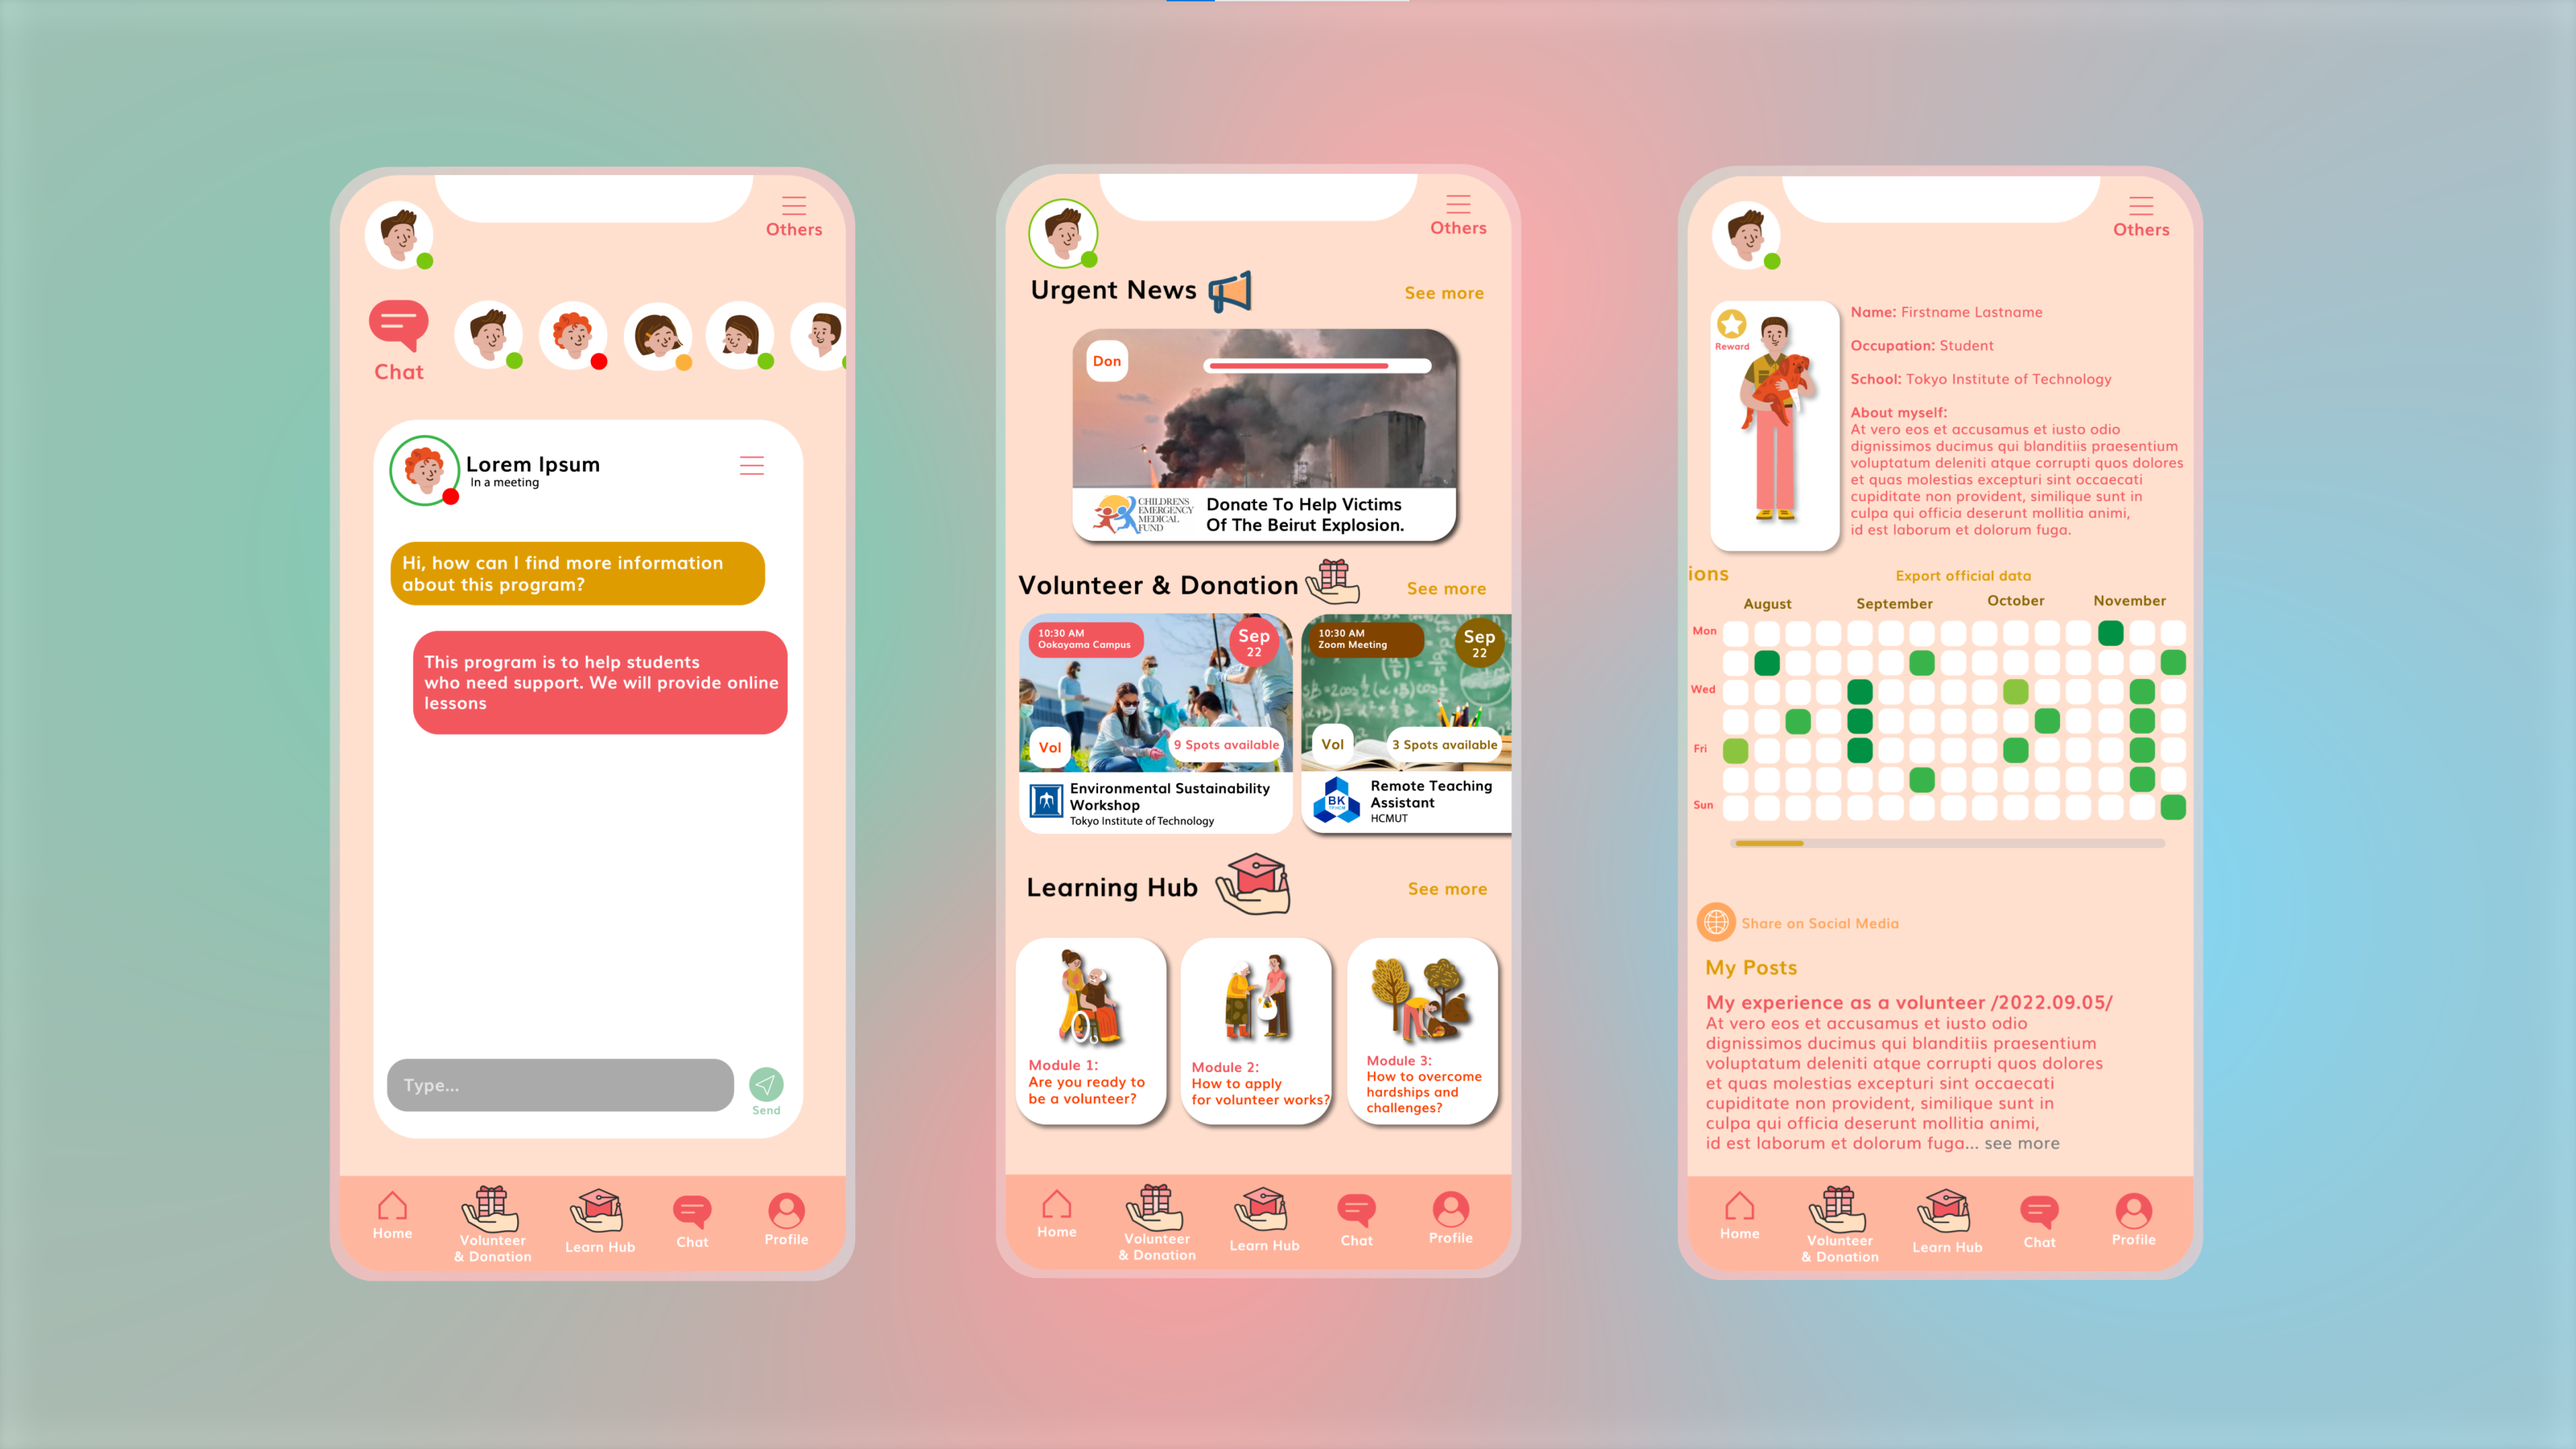 Others
Chat
Lorem Ipsum
In a meeting
Hi, how can I find more information
about this program?
This program is to help students
who need support. We will provide online
lessons
Type...
Send
Home
Volunteer
& Donation
Learn Hub
Chat
Profile
Others
Urgent News
See more
Don
CHILDRENS
EMERGENCY
MEDICAL
FUND
Donate To Help Victims
Of The Beirut Explosion.
Volunteer & Donation
See more
10:30 AM
Ookayama Campus
Sep
22
Vol
9 Spots available
Environmental Sustainability
Workshop
Tokyo Institute of Technology
10:30 AM
Zoom Meeting
Sep
22
Vol
3 Spots available
BK
TP.HCM
Remote Teaching
Assistant
HCMUT
Learning Hub
See more
Module 1:
Are you ready to
be a volunteer?
Module 2:
How to apply
for volunteer works?
Module 3:
How to overcome
hardships and
challenges?
Home
Volunteer
& Donation
Learn Hub
Chat
Profile
Others
Reward
Name: Firstname Lastname
Occupation: Student
School: Tokyo Institute of Technology
About myself:
At vero eos et accusamus et iusto odio
dignissimos ducimus qui blanditiis praesentium
voluptatum deleniti atque corrupti quos dolores
et quas molestias excepturi sint occaecati
cupiditate non provident, similique sunt in
culpa qui officia deserunt mollitia animi,
id est laborum et dolorum fuga.
ions
Export official data
August September October November
Mon
Wed
Fri
Sun
Share on Social Media
My Posts
My experience as a volunteer /2022.09.05/
At vero eos et accusamus et iusto odio
dignissimos ducimus qui blanditiis praesentium
voluptatum deleniti atque corrupti quos dolores
et quas molestias excepturi sint occaecati
cupiditate non provident, similique sunt in
culpa qui officia deserunt mollitia animi,
id est laborum et dolorum fuga... see more
Home
Volunteer
& Donation
Learn Hub
Chat
Profile